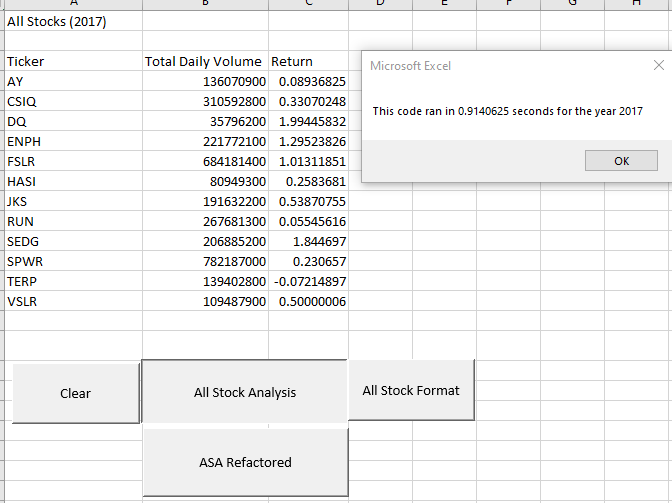 A B C D E F G H
All Stocks (2017)
Ticker Total Daily Volume Return
AY 136070900 0.08936825
CSIQ 310592800 0.33070248
DQ 35796200 1.99445832
ENPH 221772100 1.29523826
FSLR 684181400 1.01311851
HASI 80949300 0.2583681
JKS 191632200 0.53870755
RUN 267681300 0.05545616
SEDG 206885200 1.844697
SPWR 782187000 0.230657
TERP 139402800 -0.07214897
VSLR 109487900 0.50000006
Microsoft Excel
This code ran in 0.9140625 seconds for the year 2017
OK
Clear
All Stock Analysis
All Stock Format
ASA Refactored